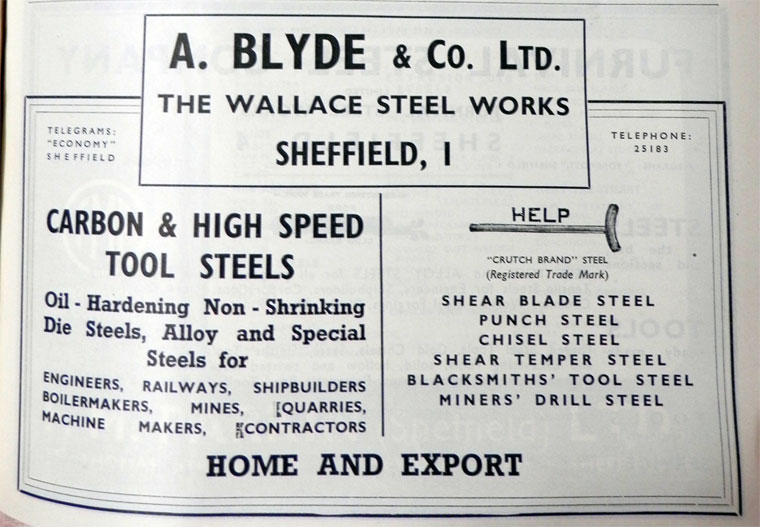 A. BLYDE & Co. LTD.
THE WALLACE STEEL WORKS
SHEFFIELD, 1
TELEGRAMS:
"ECONOMY"
SHEFFIELD
TELEPHONE:
25183
CARBON & HIGH SPEED
TOOL STEELS
Oil - Hardening Non - Shrinking
Die Steels, Alloy and Special
Steels for
ENGINEERS, RAILWAYS, SHIPBUILDERS
BOILERMAKERS, MINES, QUARRIES,
MACHINE MAKERS, CONTRACTORS
HELP
"CRUTCH BRAND" STEEL
(Registered Trade Mark)
SHEAR BLADE STEEL
PUNCH STEEL
CHISEL STEEL
SHEAR TEMPER STEEL
BLACKSMITHS' TOOL STEEL
MINERS' DRILL STEEL
HOME AND EXPORT